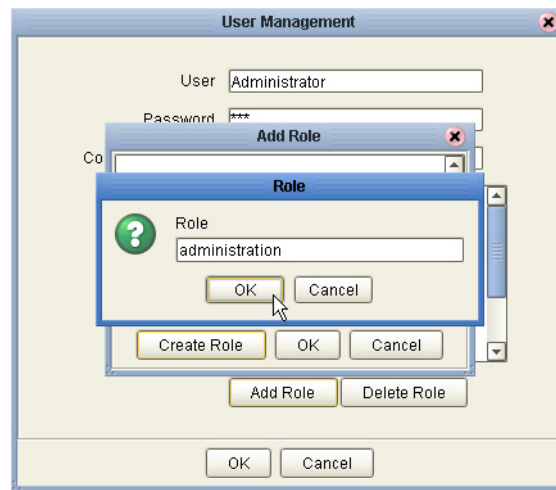 User Management
User Administrator
Password ***
Add Role
Co
Role
Role
administration
OK Cancel
Create Role OK Cancel
Add Role Delete Role
OK Cancel